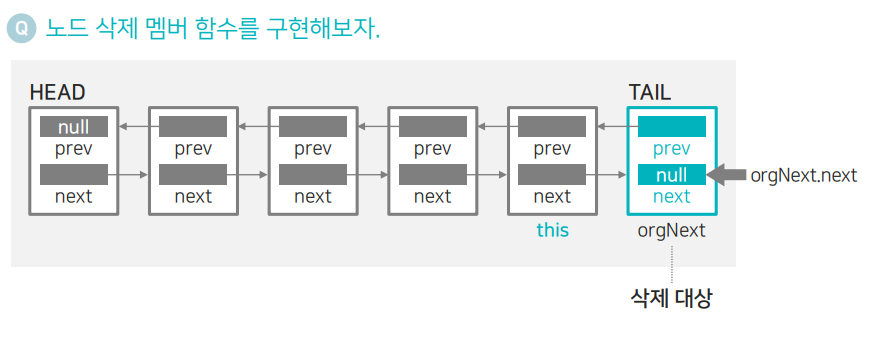 Q 노드 삭제 멤버 함수를 구현해보자.
HEAD TAIL
null
prev prev prev prev prev prev
null orgNext.next
next next next next next next
this orgNext
삭제 대상